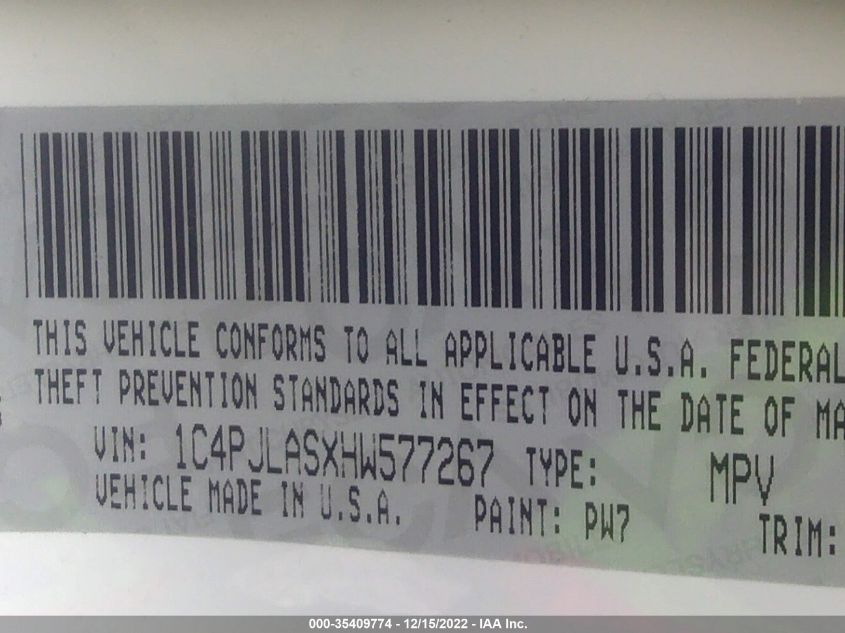 THIS VEHICLE CONFORMS TO ALL APPLICABLE U.S.A. FEDERAL
THEFT PREVENTION STANDARDS IN EFFECT ON THE DATE OF MA
VIN: 1C4PJLASXHW577267 TYPE: MPV
VEHICLE MADE IN U.S.A. PAINT: PW7 TRIM:
000-35409774 - 12/15/2022 - IAA Inc.